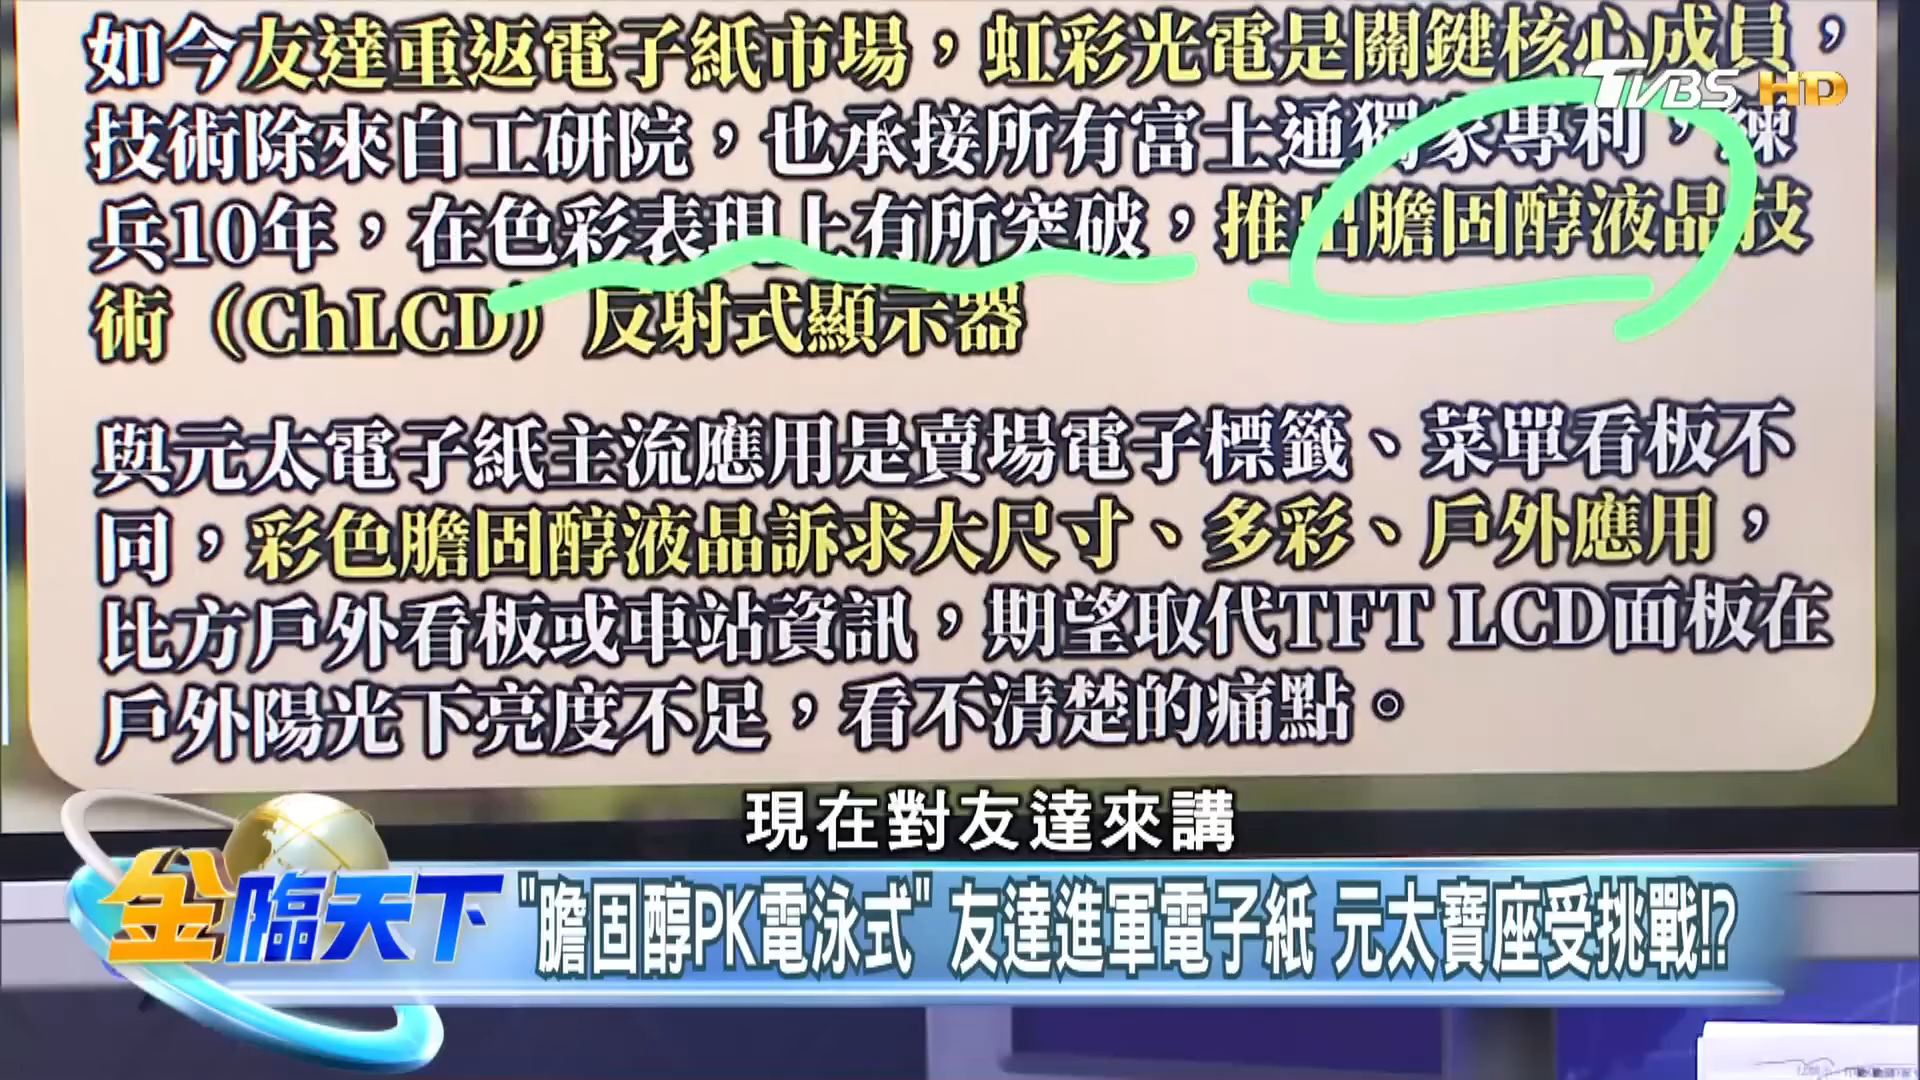 如今友達重返電子紙市場，虹彩光電是關鍵核心成員，
TVBS HD
技術除來自工研院，也承接所有富士通獨家專利，練
兵10年，在色彩表現上有所突破，推出膽固醇液晶技
術（ChLCD）反射式顯示器
與元太電子紙主流應用是賣場電子標籤、菜單看板不
同，彩色膽固醇液晶訴求大尺寸、多彩、戶外應用，
比方戶外看板或車站資訊，期望取代TFT LCD面板在
戶外陽光下亮度不足，看不清楚的痛點。
現在對友達來講
金臨天下
"膽固醇PK電泳式" 友達進軍電子紙 元太寶座受挑戰!?